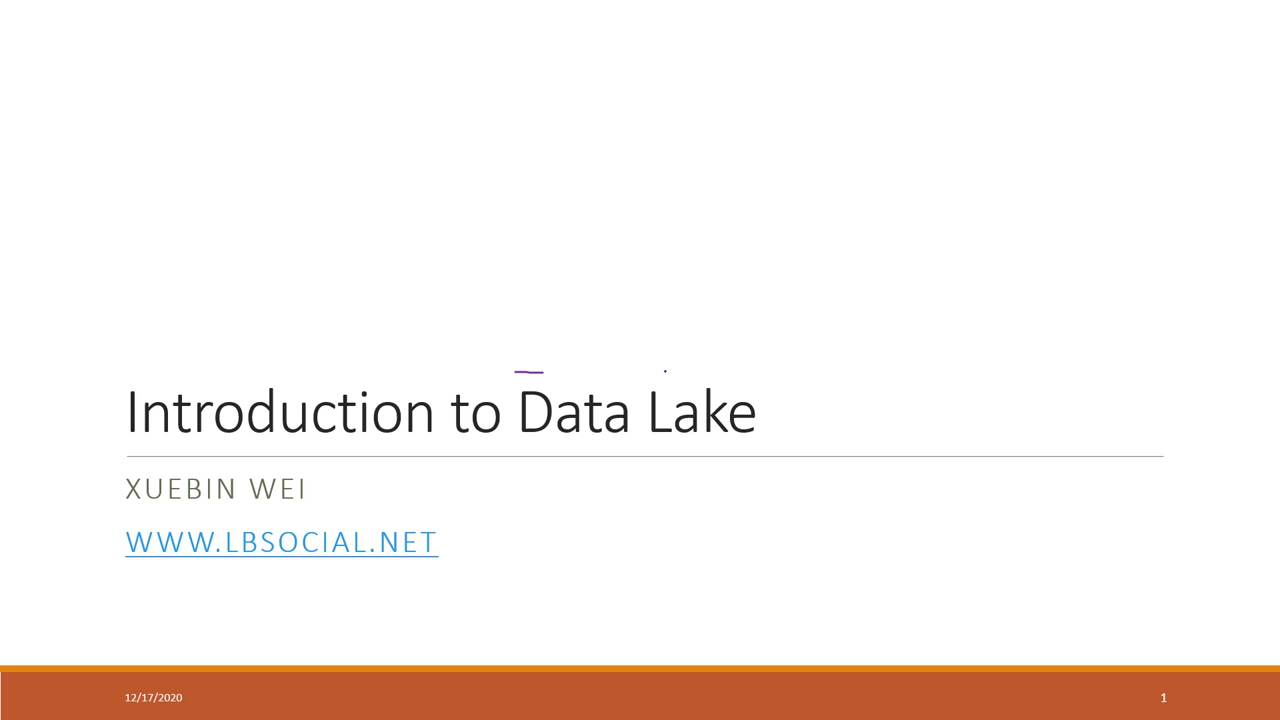 Introduction to Data Lake
XUEBIN WEI
WWW.LBSOCIAL.NET
12/17/2020
1